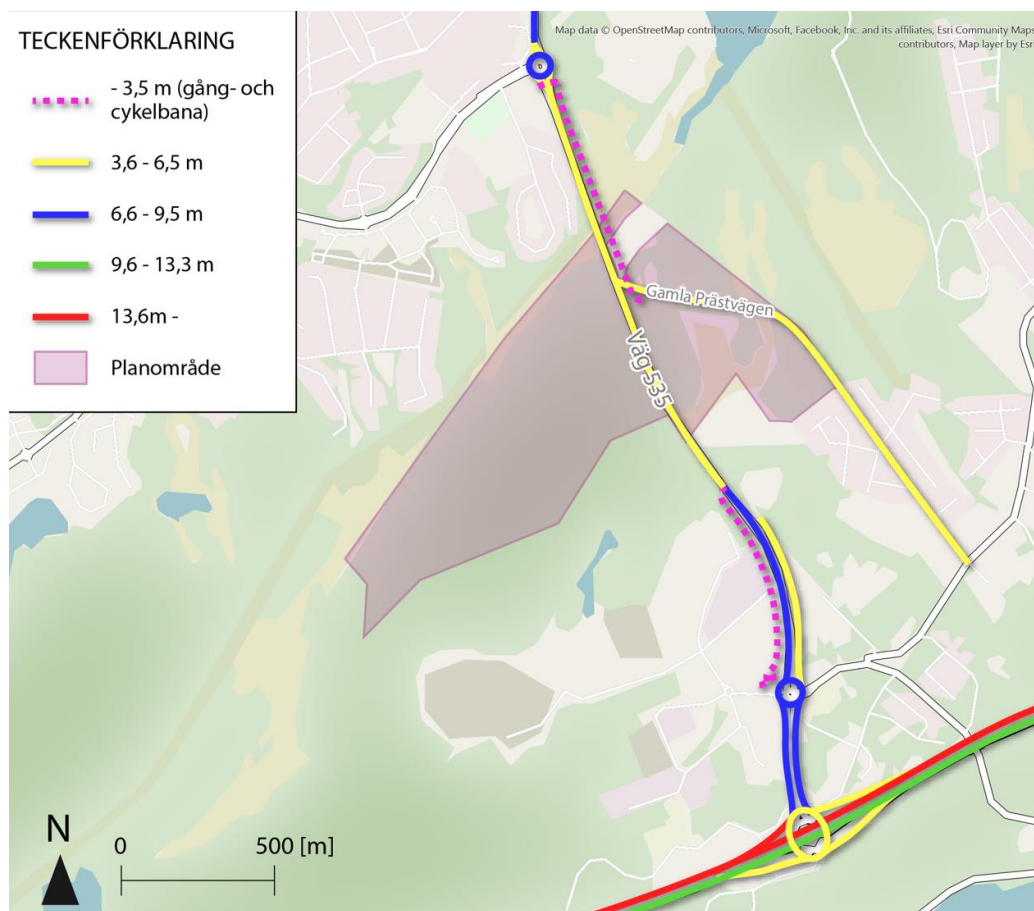 TECKENFÖRKLARING
- 3,5 m (gång- och
cykelbana)
3,6 - 6,5 m
6,6 - 9,5 m
9,6 - 13,3 m
13,6m -
Planområde
Map data © OpenStreetMap contributors, Microsoft, Facebook, Inc. and its affiliates, Esri Community Maps
contributors, Map layer by Esri
Gamla Prästvägen
Väg 535
N
0
500 [m]